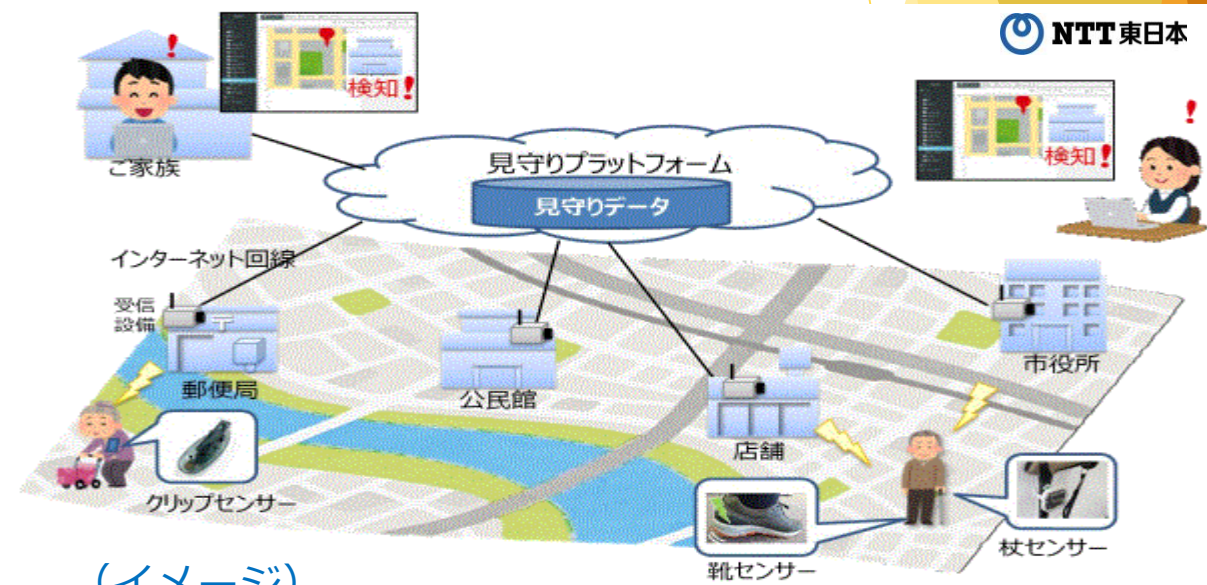 NTT東日本
検知！
検知！
ご家族
見守りプラットフォーム
見守りデータ
インターネット回線
受信
設備
郵便局
公民館
店舗
市役所
クリップセンサー
靴センサー
杖センサー
（イメージ）